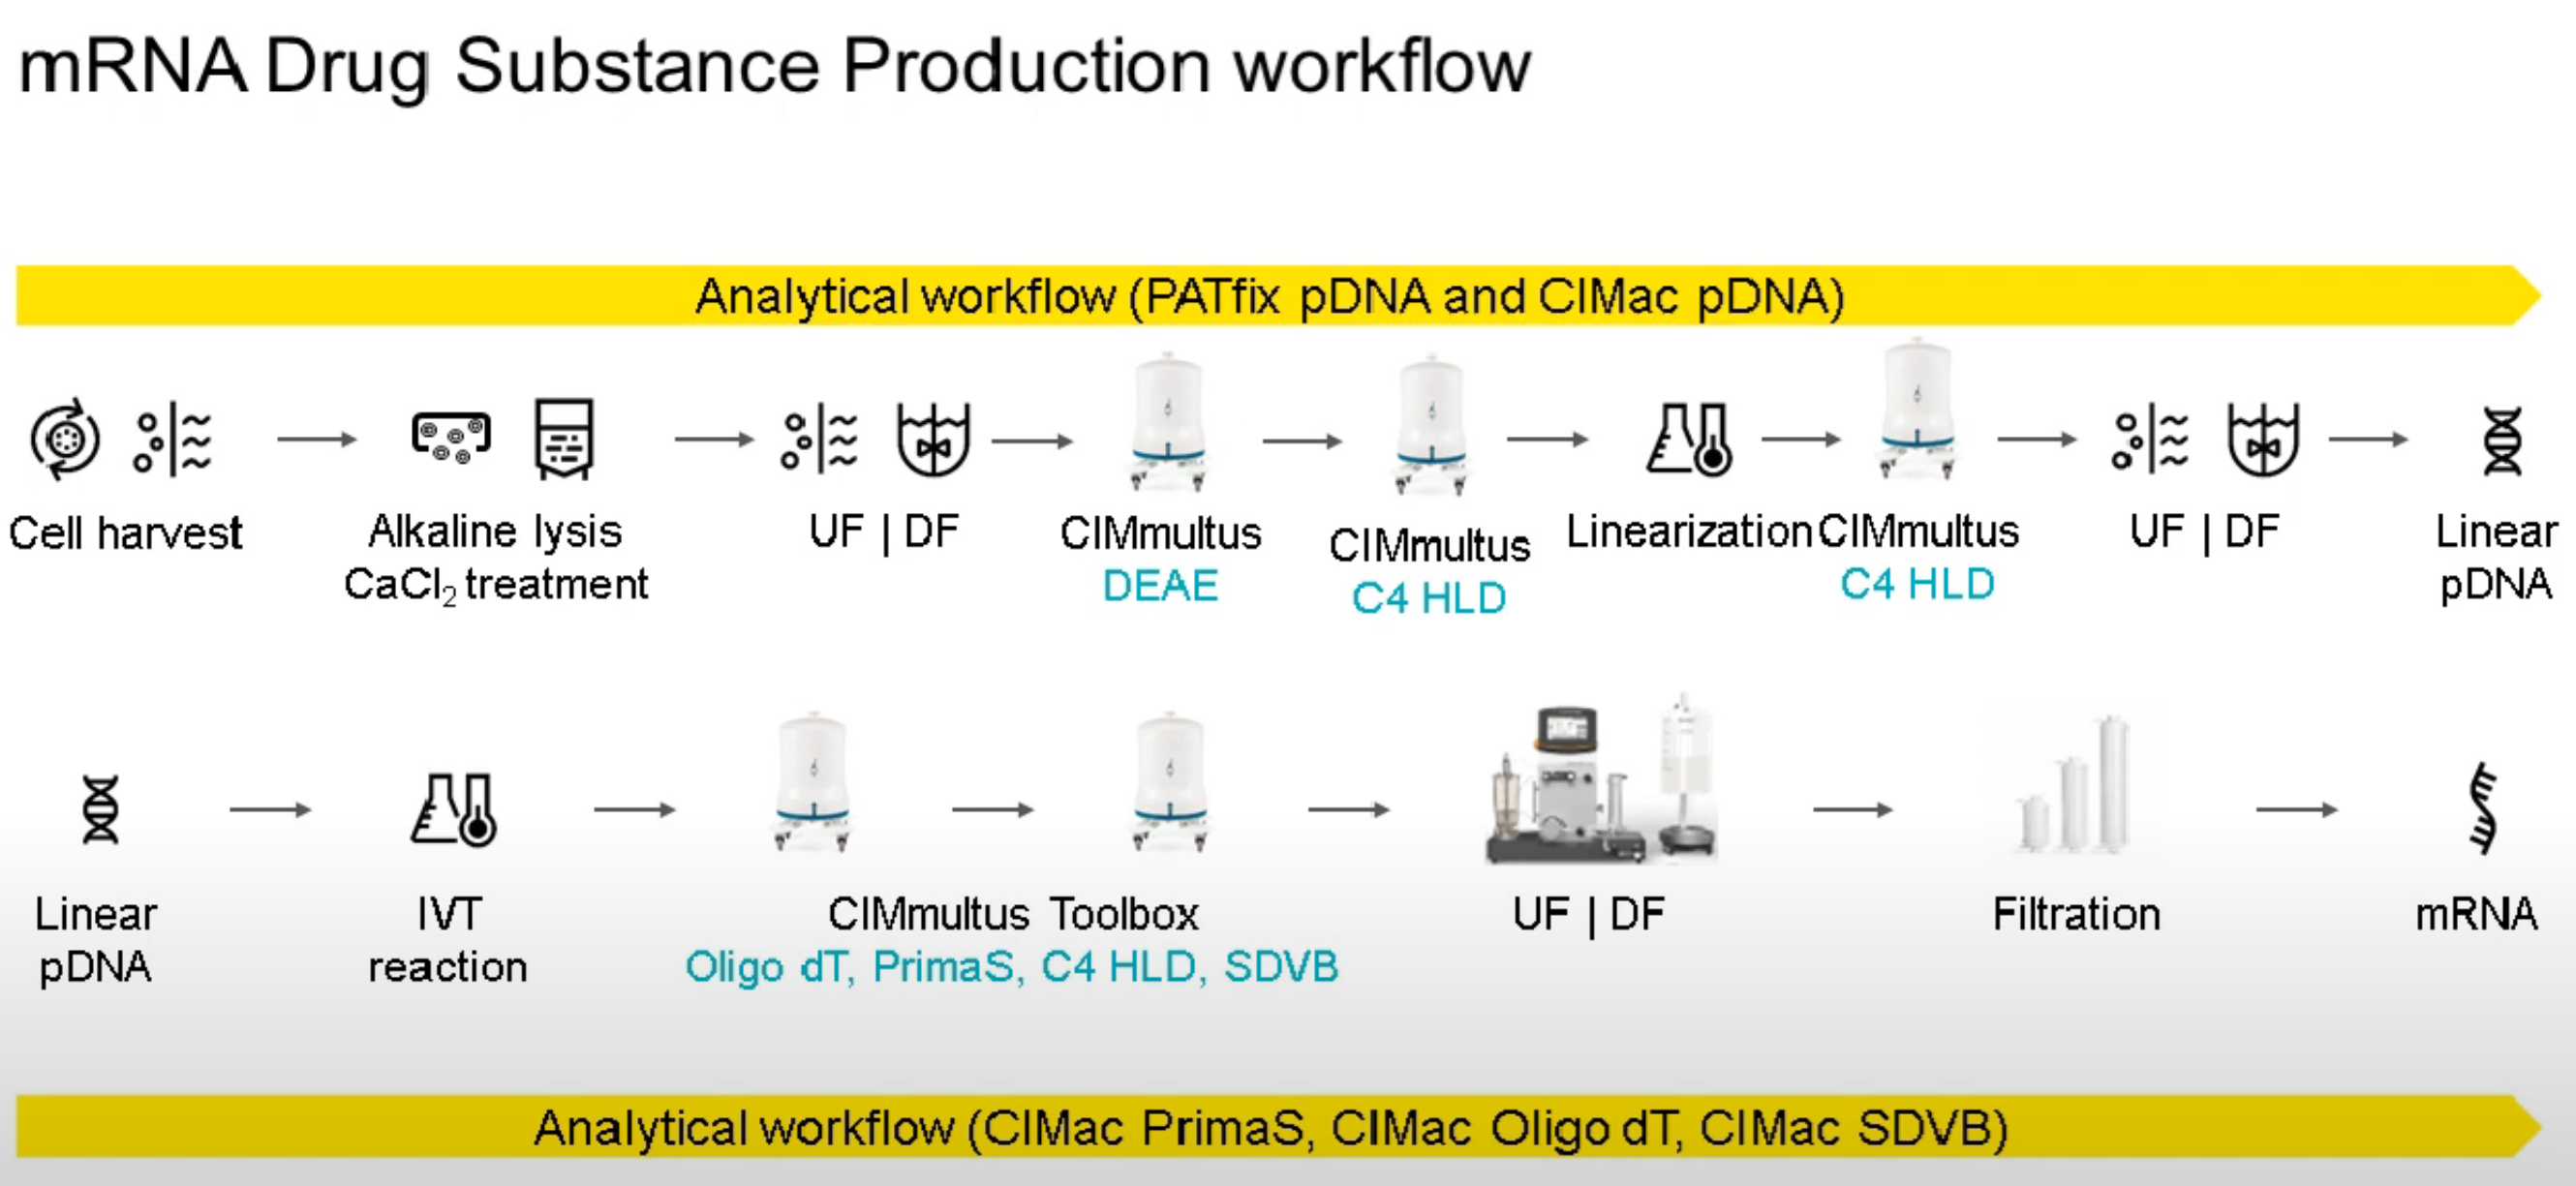 mRNA Drug Substance Production workflow
Analytical workflow (PATfix pDNA and CIMac pDNA)
Cell harvest
Alkaline lysis
CaCl₂ treatment
UF | DF
CIMmultus
DEAE
CIMmultus
C4 HLD
Linearization
CIMmultus
C4 HLD
UF | DF
Linear
pDNA
Linear
pDNA
IVT
reaction
CIMmultus Toolbox
Oligo dT, PrimaS, C4 HLD, SDVB
UF | DF
Filtration
mRNA
Analytical workflow (CIMac PrimaS, CIMac Oligo dT, CIMac SDVB)